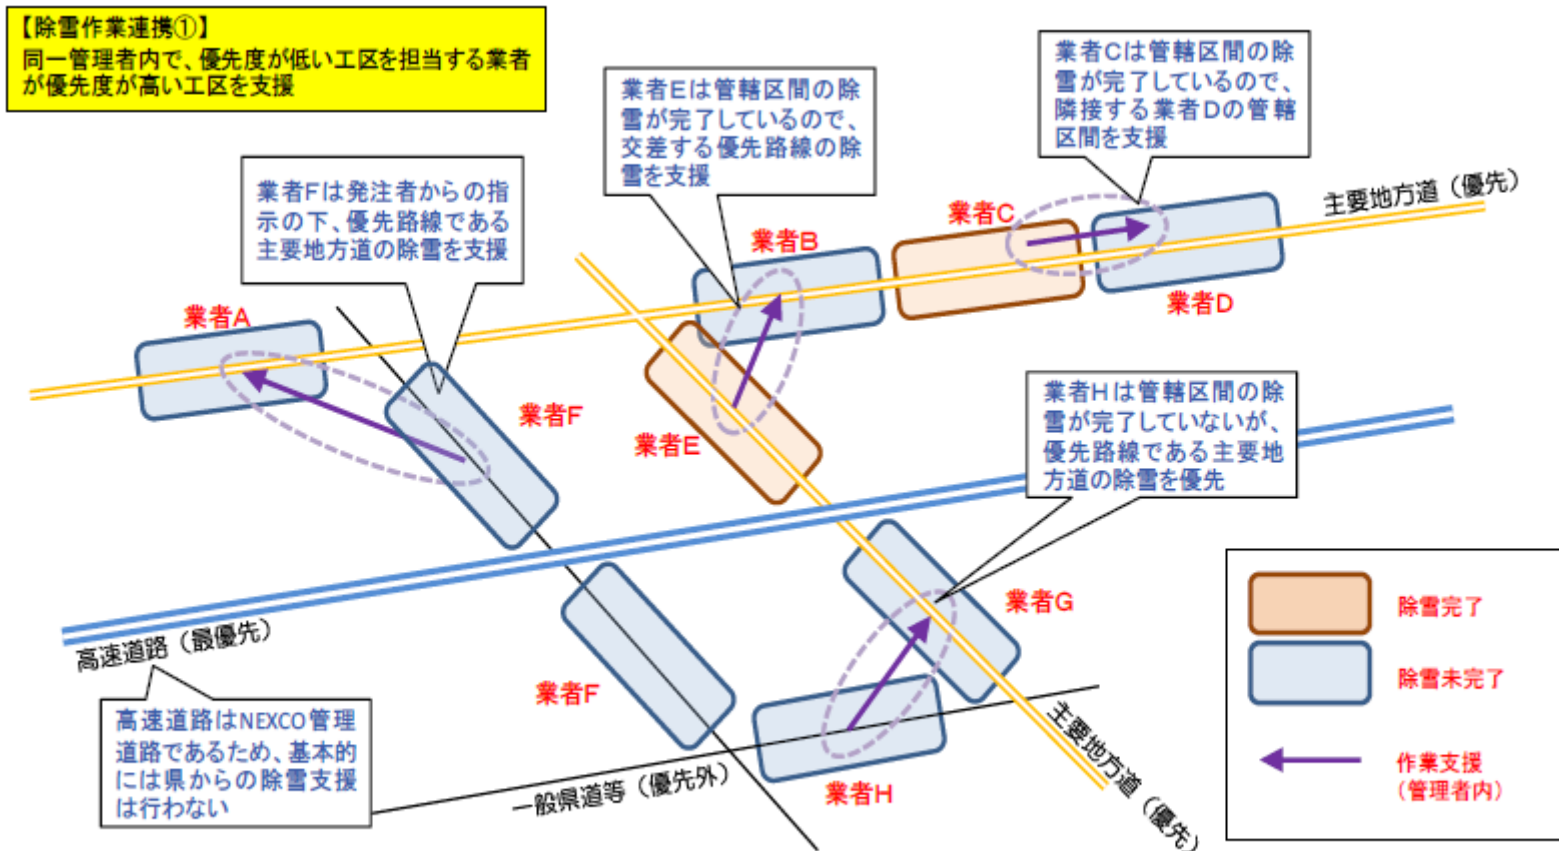 【除雪作業連携①】
同一管理者内で、優先度が低い工区を担当する業者
が優先度が高い工区を支援
業者Cは管轄区間の除
雪が完了しているので、
隣接する業者Dの管轄
区間を支援
業者Eは管轄区間の除
雪が完了しているので、
交差する優先路線の除
雪を支援
業者Fは発注者からの指
示の下、優先路線である
主要地方道の除雪を支援
主要地方道（優先）
業者C
業者B
業者D
業者A
業者F
業者E
業者Hは管轄区間の除
雪が完了していないが、
優先路線である主要地
方道の除雪を優先
業者G
高速道路（最優先）
業者F
高速道路はNEXCO管理
道路であるため、基本的
には県からの除雪支援
は行わない
一般県道等（優先外）
業者H
主要地方道（優先）
除雪完了
除雪未完了
作業支援
（管理者内）